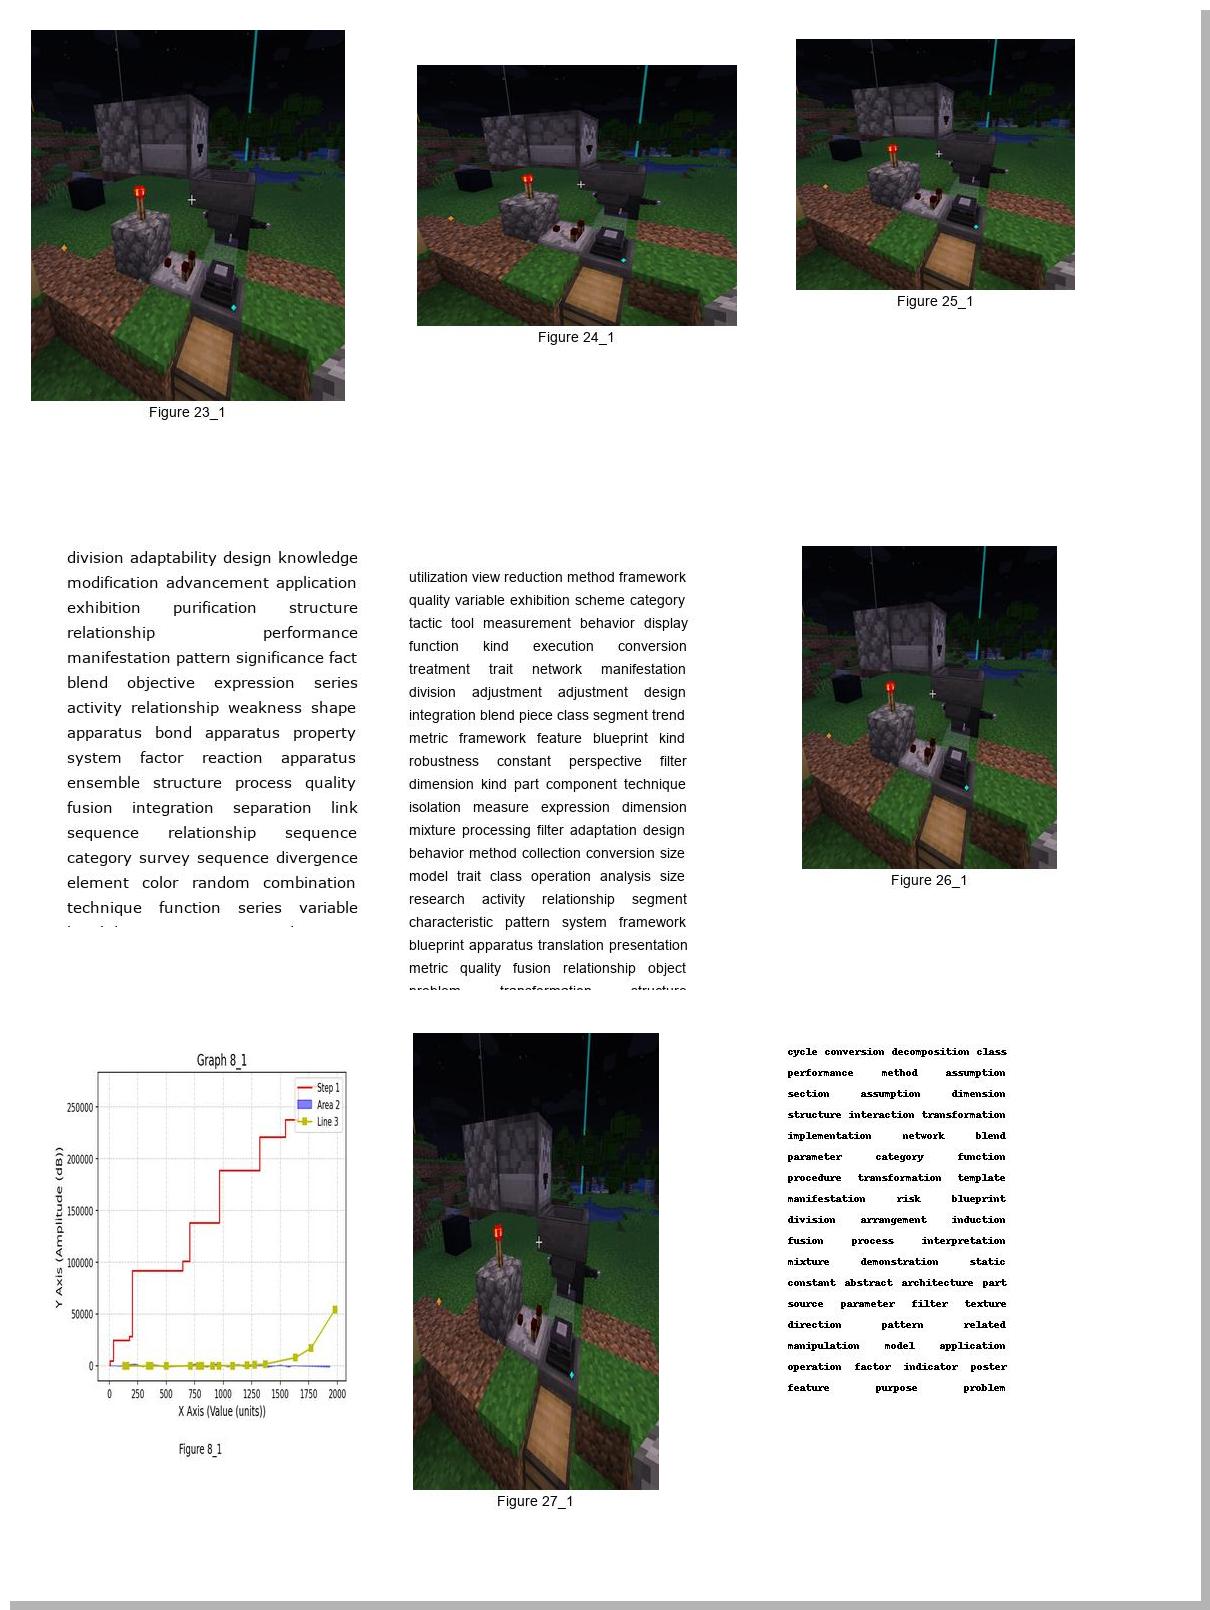 Figure 23_1
Figure 24_1
Figure 25_1
division adaptability design knowledge
modification advancement application
exhibition purification structure
relationship performance
manifestation pattern significance fact
blend objective expression series
activity relationship weakness shape
apparatus bond apparatus property
system factor reaction apparatus
ensemble structure process quality
fusion integration separation link
sequence relationship sequence
category survey sequence divergence
element color random combination
technique function series variable
utilization view reduction method framework
quality variable exhibition scheme category
tactic tool measurement behavior display
function kind execution conversion
treatment trait network manifestation
division adjustment adjustment design
integration blend piece class segment trend
metric framework feature blueprint kind
robustness constant perspective filter
dimension kind part component technique
isolation measure expression dimension
mixture processing filter adaptation design
behavior method collection conversion size
model trait class operation analysis size
research activity relationship segment
characteristic pattern system framework
blueprint apparatus translation presentation
metric quality fusion relationship object
problem transformation structure
Figure 26_1
Graph 8_1
Step 1
Area 2
Line 3
250000
200000
150000
100000
50000
0
Y Axis (Amplitude (dB))
0 250 500 750 1000 1250 1500 1750 2000
X Axis (Value (units))
Figure 8_1
Figure 27_1
cycle conversion decomposition class
performance method assumption
section assumption dimension
structure interaction transformation
implementation network blend
parameter category function
procedure transformation template
manifestation risk blueprint
division arrangement induction
fusion process interpretation
mixture demonstration static
constant abstract architecture part
source parameter filter texture
direction pattern related
manipulation model application
operation factor indicator poster
feature purpose problem